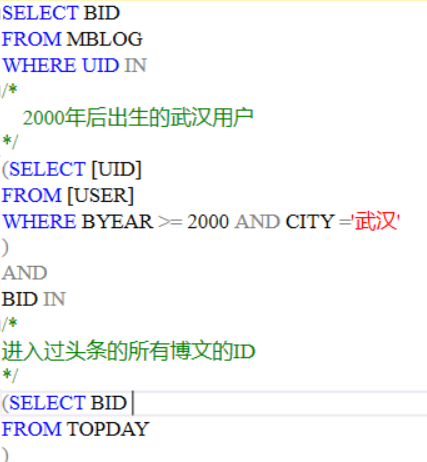 SELECT BID
FROM MBLOG
WHERE UID IN
/*
2000年后出生的武汉用户
*/
(SELECT [UID]
FROM [USER]
WHERE BYEAR >= 2000 AND CITY ='武汉'
)
AND
BID IN
/*
进入过头条的所有博文的ID
*/
(SELECT BID
FROM TOPDAY
)